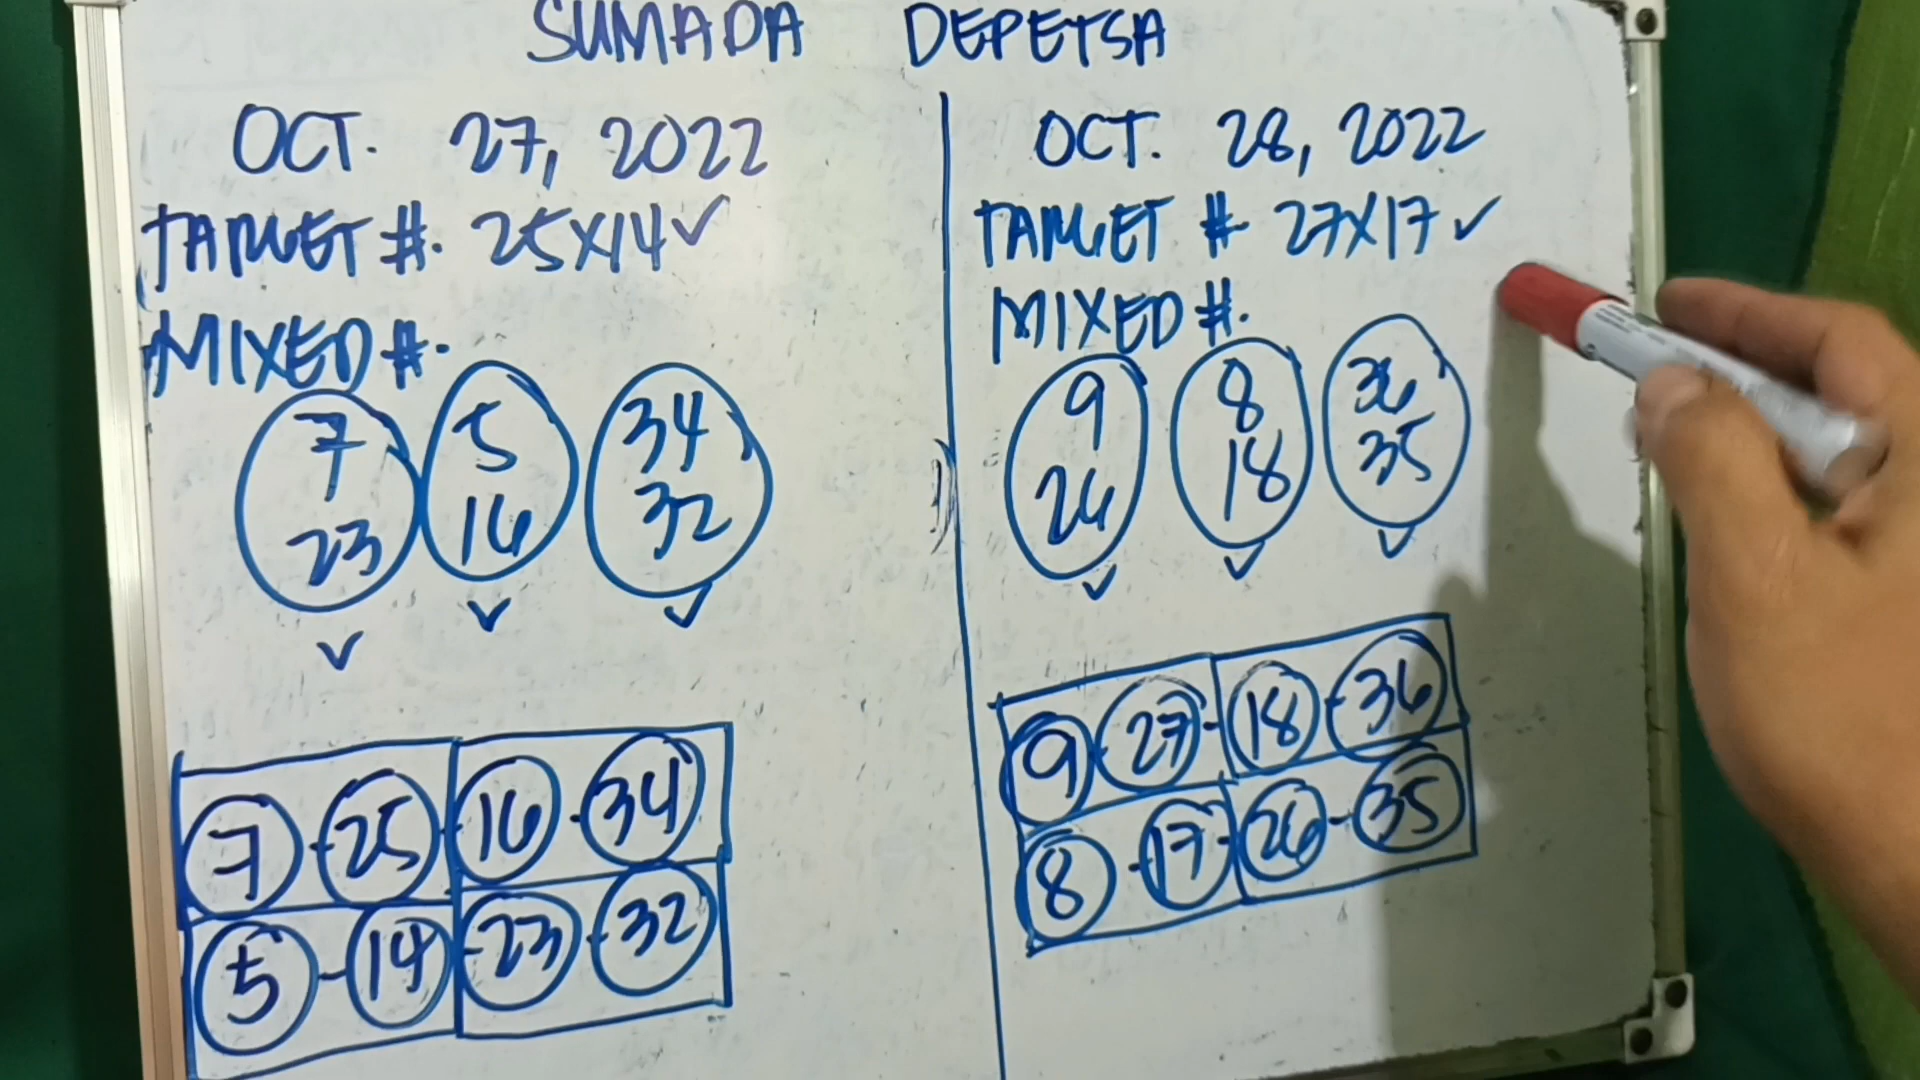 SUMADA DEPETSA
OCT. 27, 2022
TARGET #. 25X14✓
MIXED #.
7 5 34
23 16 32
✓ ✓ ✓
7 - 25 - 16 - 34
5 - 14 - 23 - 32
OCT. 28, 2022
TARGET # 27X17 ✓
MIXED #.
9 8 36
26 18 35
✓ ✓ ✓
9 - 27 - 18 - 36
8 - 17 - 26 - 35